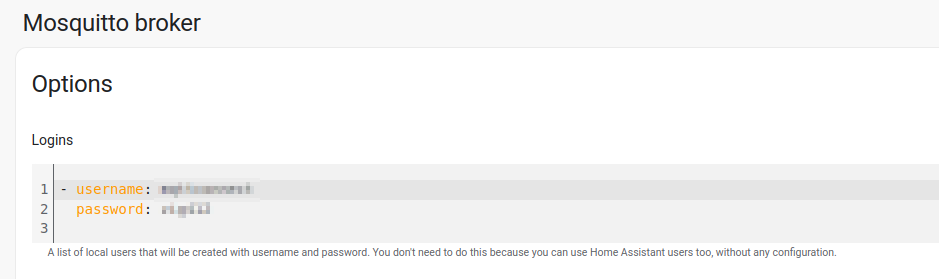 Mosquitto broker
Options
Logins
1 - username:
2 password:
3
A list of local users that will be created with username and password. You don't need to do this because you can use Home Assistant users too, without any configuration.